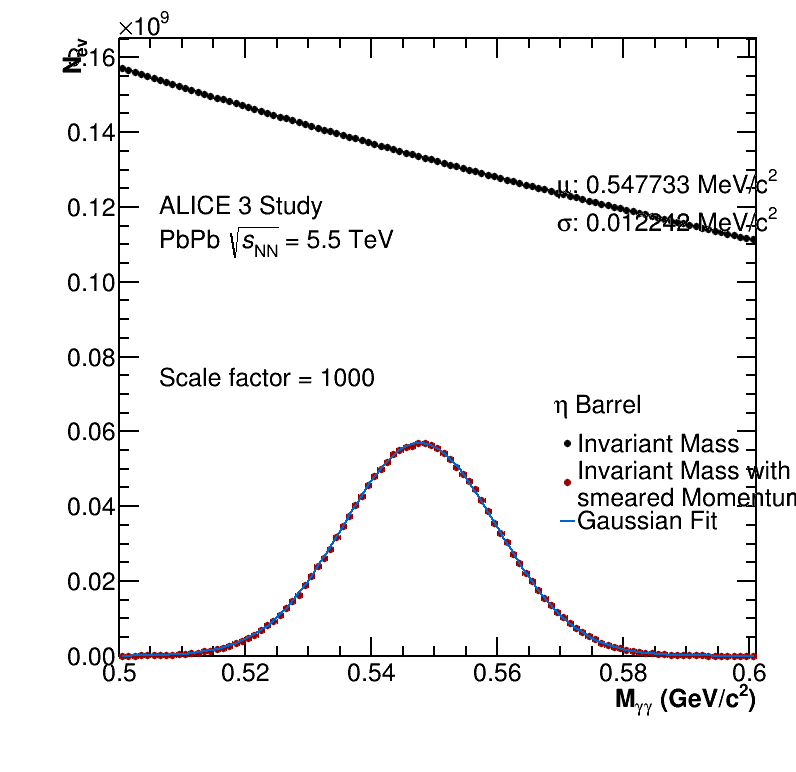 ×10⁹
N_ev
0.16
0.14
μ: 0.547733 MeV/c²
0.12
ALICE 3 Study
σ: 0.012242 MeV/c²
PbPb √s_NN = 5.5 TeV
0.10
0.08
Scale factor = 1000
η Barrel
0.06
Invariant Mass
Invariant Mass with
smeared Momentum
0.04
Gaussian Fit
0.02
0.00
0.5 0.52 0.54 0.56 0.58 0.6
M_γγ (GeV/c²)